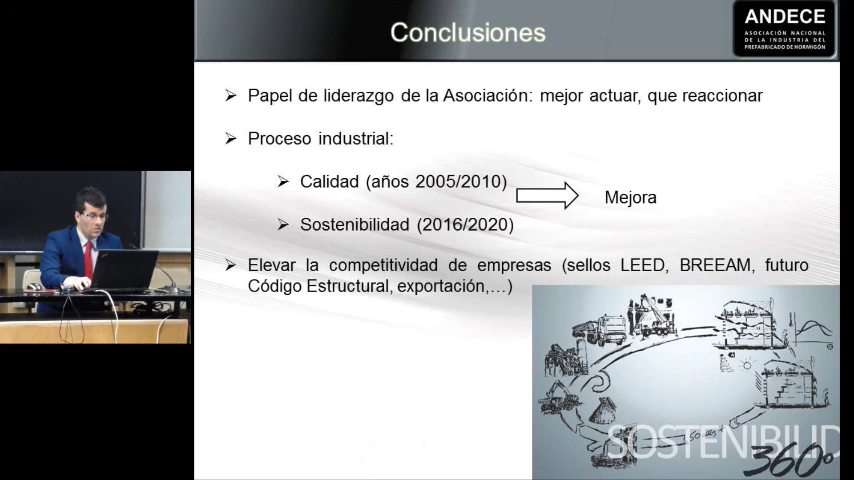 Conclusiones
ANDECE
ASOCIACIÓN NACIONAL
DE LA INDUSTRIA DEL
PREFABRICADO DE HORMIGÓN
➢ Papel de liderazgo de la Asociación: mejor actuar, que reaccionar
➢ Proceso industrial:
➢ Calidad (años 2005/2010)
Mejora
➢ Sostenibilidad (2016/2020)
➢ Elevar la competitividad de empresas (sellos LEED, BREEAM, futuro
Código Estructural, exportación,...)
SOSTENIBILID
360º